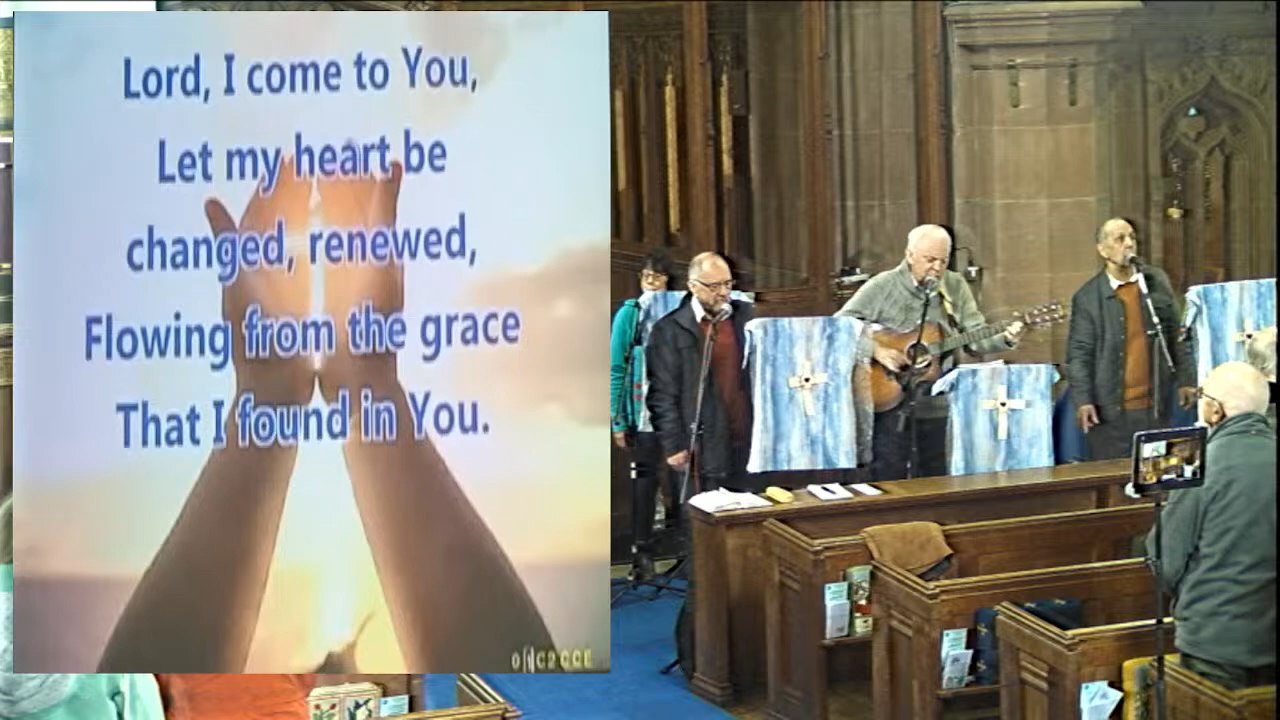 Lord, I come to You,
Let my heart be
changed, renewed,
Flowing from the grace
That I found in You.